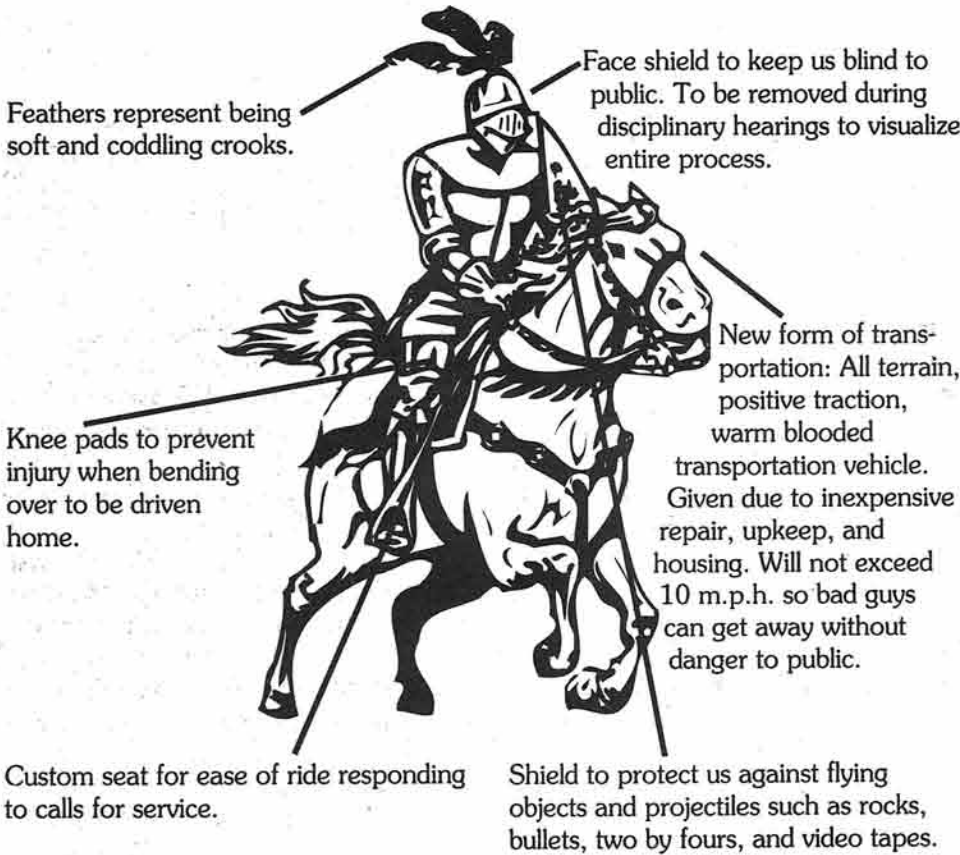 Feathers represent being
soft and coddling crooks.
Face shield to keep us blind to
public. To be removed during
disciplinary hearings to visualize
entire process.
New form of trans-
portation: All terrain,
positive traction,
warm blooded
transportation vehicle.
Given due to inexpensive
repair, upkeep, and
housing. Will not exceed
10 m.p.h. so bad guys
can get away without
danger to public.
Knee pads to prevent
injury when bending
over to be driven
home.
Custom seat for ease of ride responding
to calls for service.
Shield to protect us against flying
objects and projectiles such as rocks,
bullets, two by fours, and video tapes.